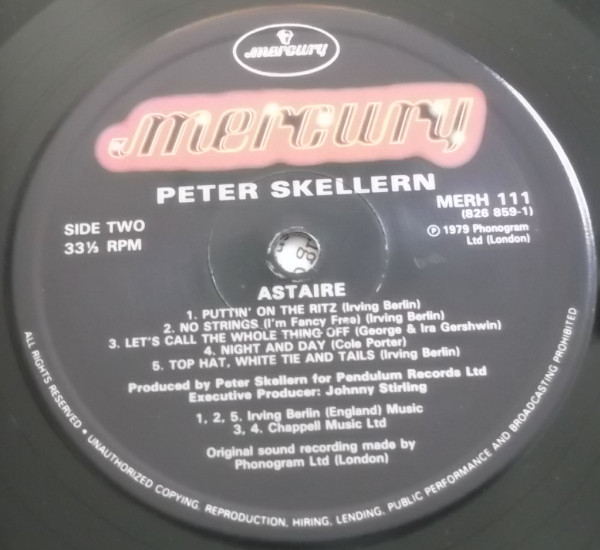 mercury
mercury
PETER SKELLERN
SIDE TWO
33⅓ RPM
MERH 111
(826 859-1)
Ⓟ 1979 Phonogram
Ltd (London)
ASTAIRE
1. PUTTIN' ON THE RITZ (Irving Berlin)
2. NO STRINGS (I'm Fancy Free) (Irving Berlin)
3. LET'S CALL THE WHOLE THING OFF (George & Ira Gershwin)
4. NIGHT AND DAY (Cole Porter)
5. TOP HAT, WHITE TIE AND TAILS (Irving Berlin)
Produced by Peter Skellern for Pendulum Records Ltd
Executive Producer: Johnny Stirling
1, 2, 5. Irving Berlin (England) Music
3, 4. Chappell Music Ltd
Original sound recording made by
Phonogram Ltd (London)
ALL RIGHTS RESERVED • UNAUTHORIZED COPYING, REPRODUCTION, HIRING, LENDING, PUBLIC PERFORMANCE AND BROADCASTING PROHIBITED